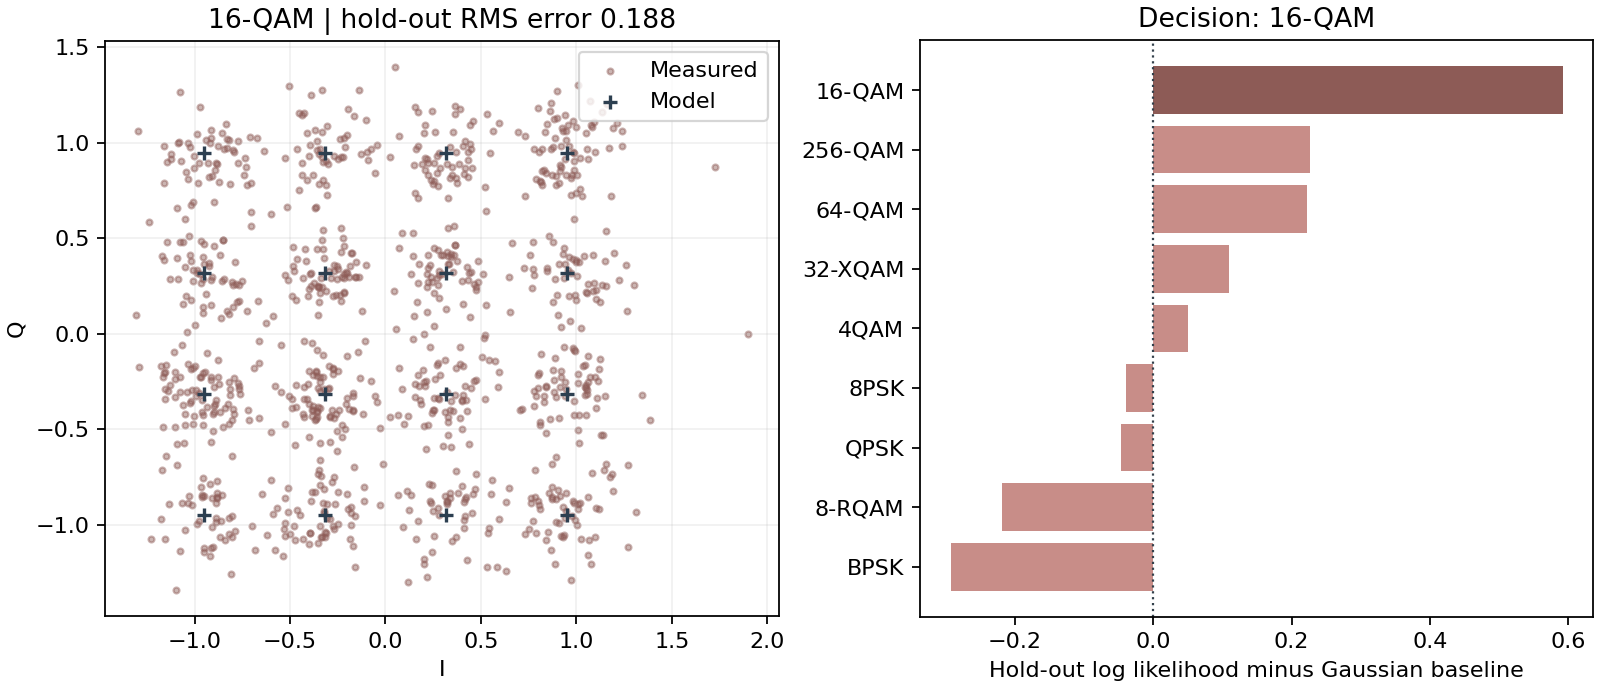 16-QAM | hold-out RMS error 0.188
Measured
Model
1.5
1.0
0.5
0.0
−0.5
−1.0
Q
−1.0
−0.5
0.0
0.5
1.0
1.5
2.0
I
Decision: 16-QAM
16-QAM
256-QAM
64-QAM
32-XQAM
4QAM
8PSK
QPSK
8-RQAM
BPSK
−0.2
0.0
0.2
0.4
0.6
Hold-out log likelihood minus Gaussian baseline